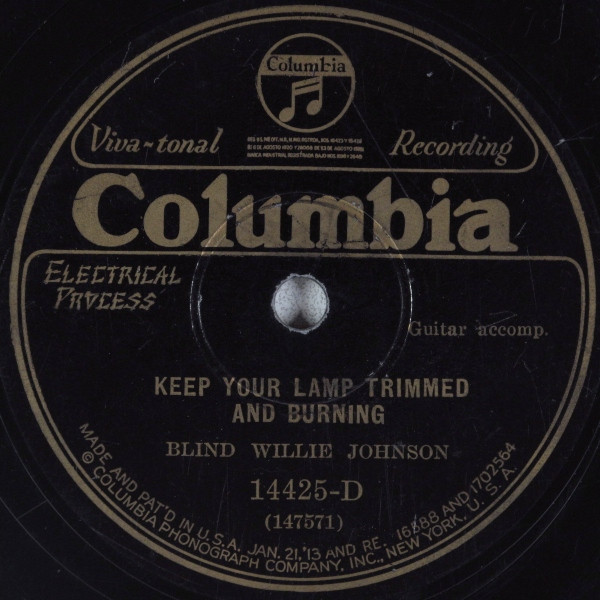 Columbia
Viva-tonal Recording
Columbia
ELECTRICAL
PROCESS
Guitar accomp.
KEEP YOUR LAMP TRIMMED
AND BURNING
BLIND WILLIE JOHNSON
14425-D
(147571)
MADE AND PAT'D IN U.S.A. JAN. 21,'13 AND RE. 16588 AND 1702564
© COLUMBIA PHONOGRAPH COMPANY, INC., NEW YORK, U.S.A.